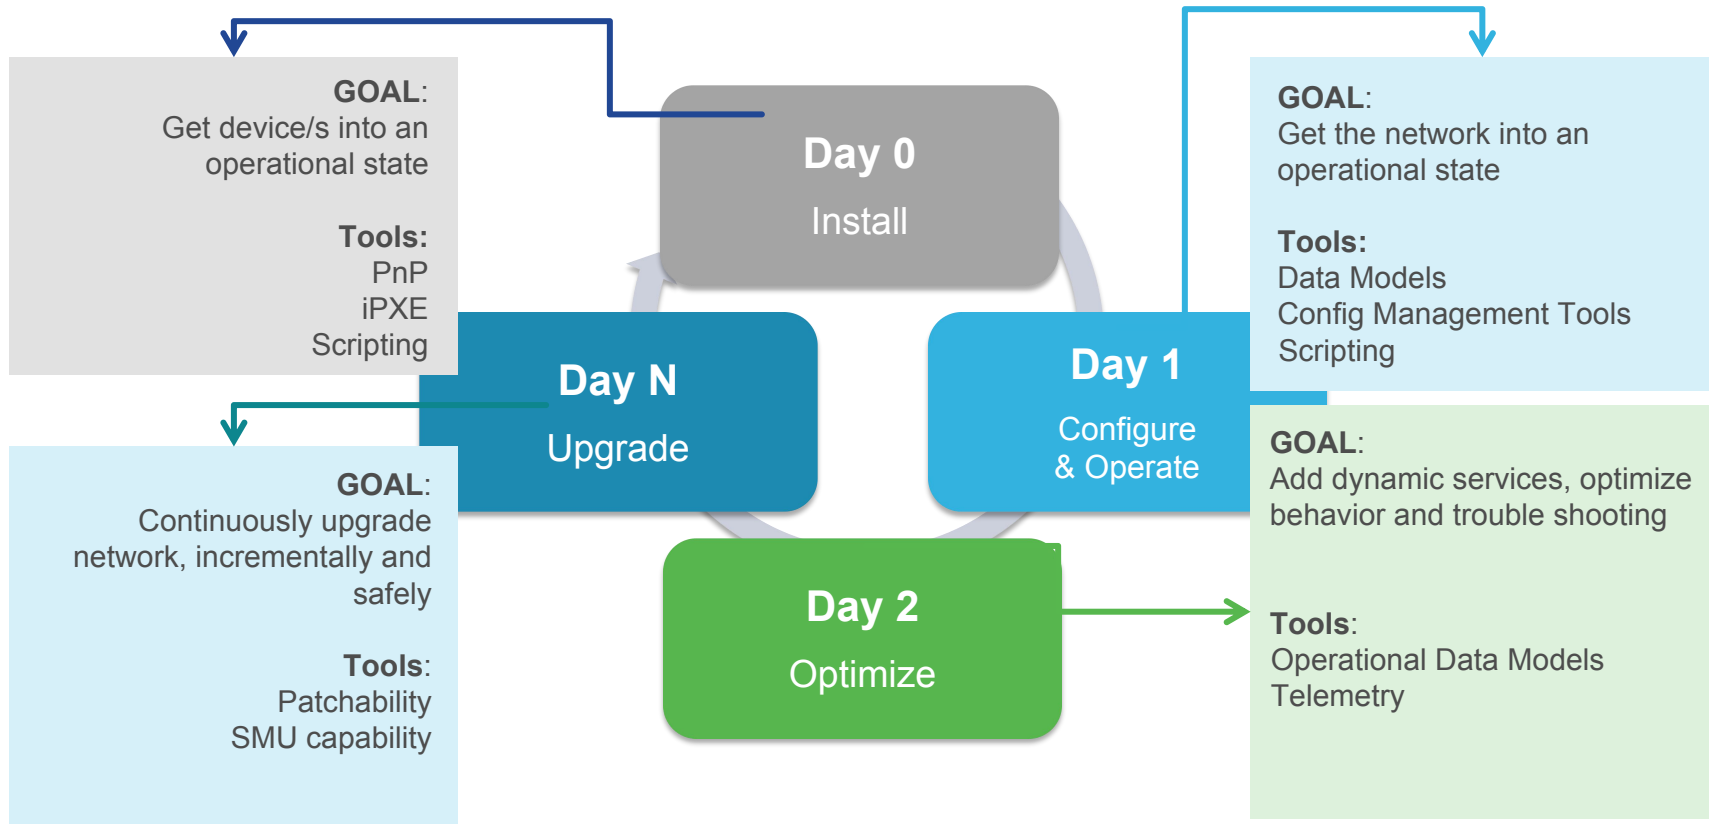 GOAL:
Get device/s into an
operational state
Tools:
PnP
iPXE
Scripting
Day 0
Install
GOAL:
Get the network into an
operational state
Tools:
Data Models
Config Management Tools
Scripting
Day N
Upgrade
Day 1
Configure
& Operate
GOAL:
Continuously upgrade
network, incrementally and
safely
Tools:
Patchability
SMU capability
Day 2
Optimize
GOAL:
Add dynamic services, optimize
behavior and trouble shooting
Tools:
Operational Data Models
Telemetry